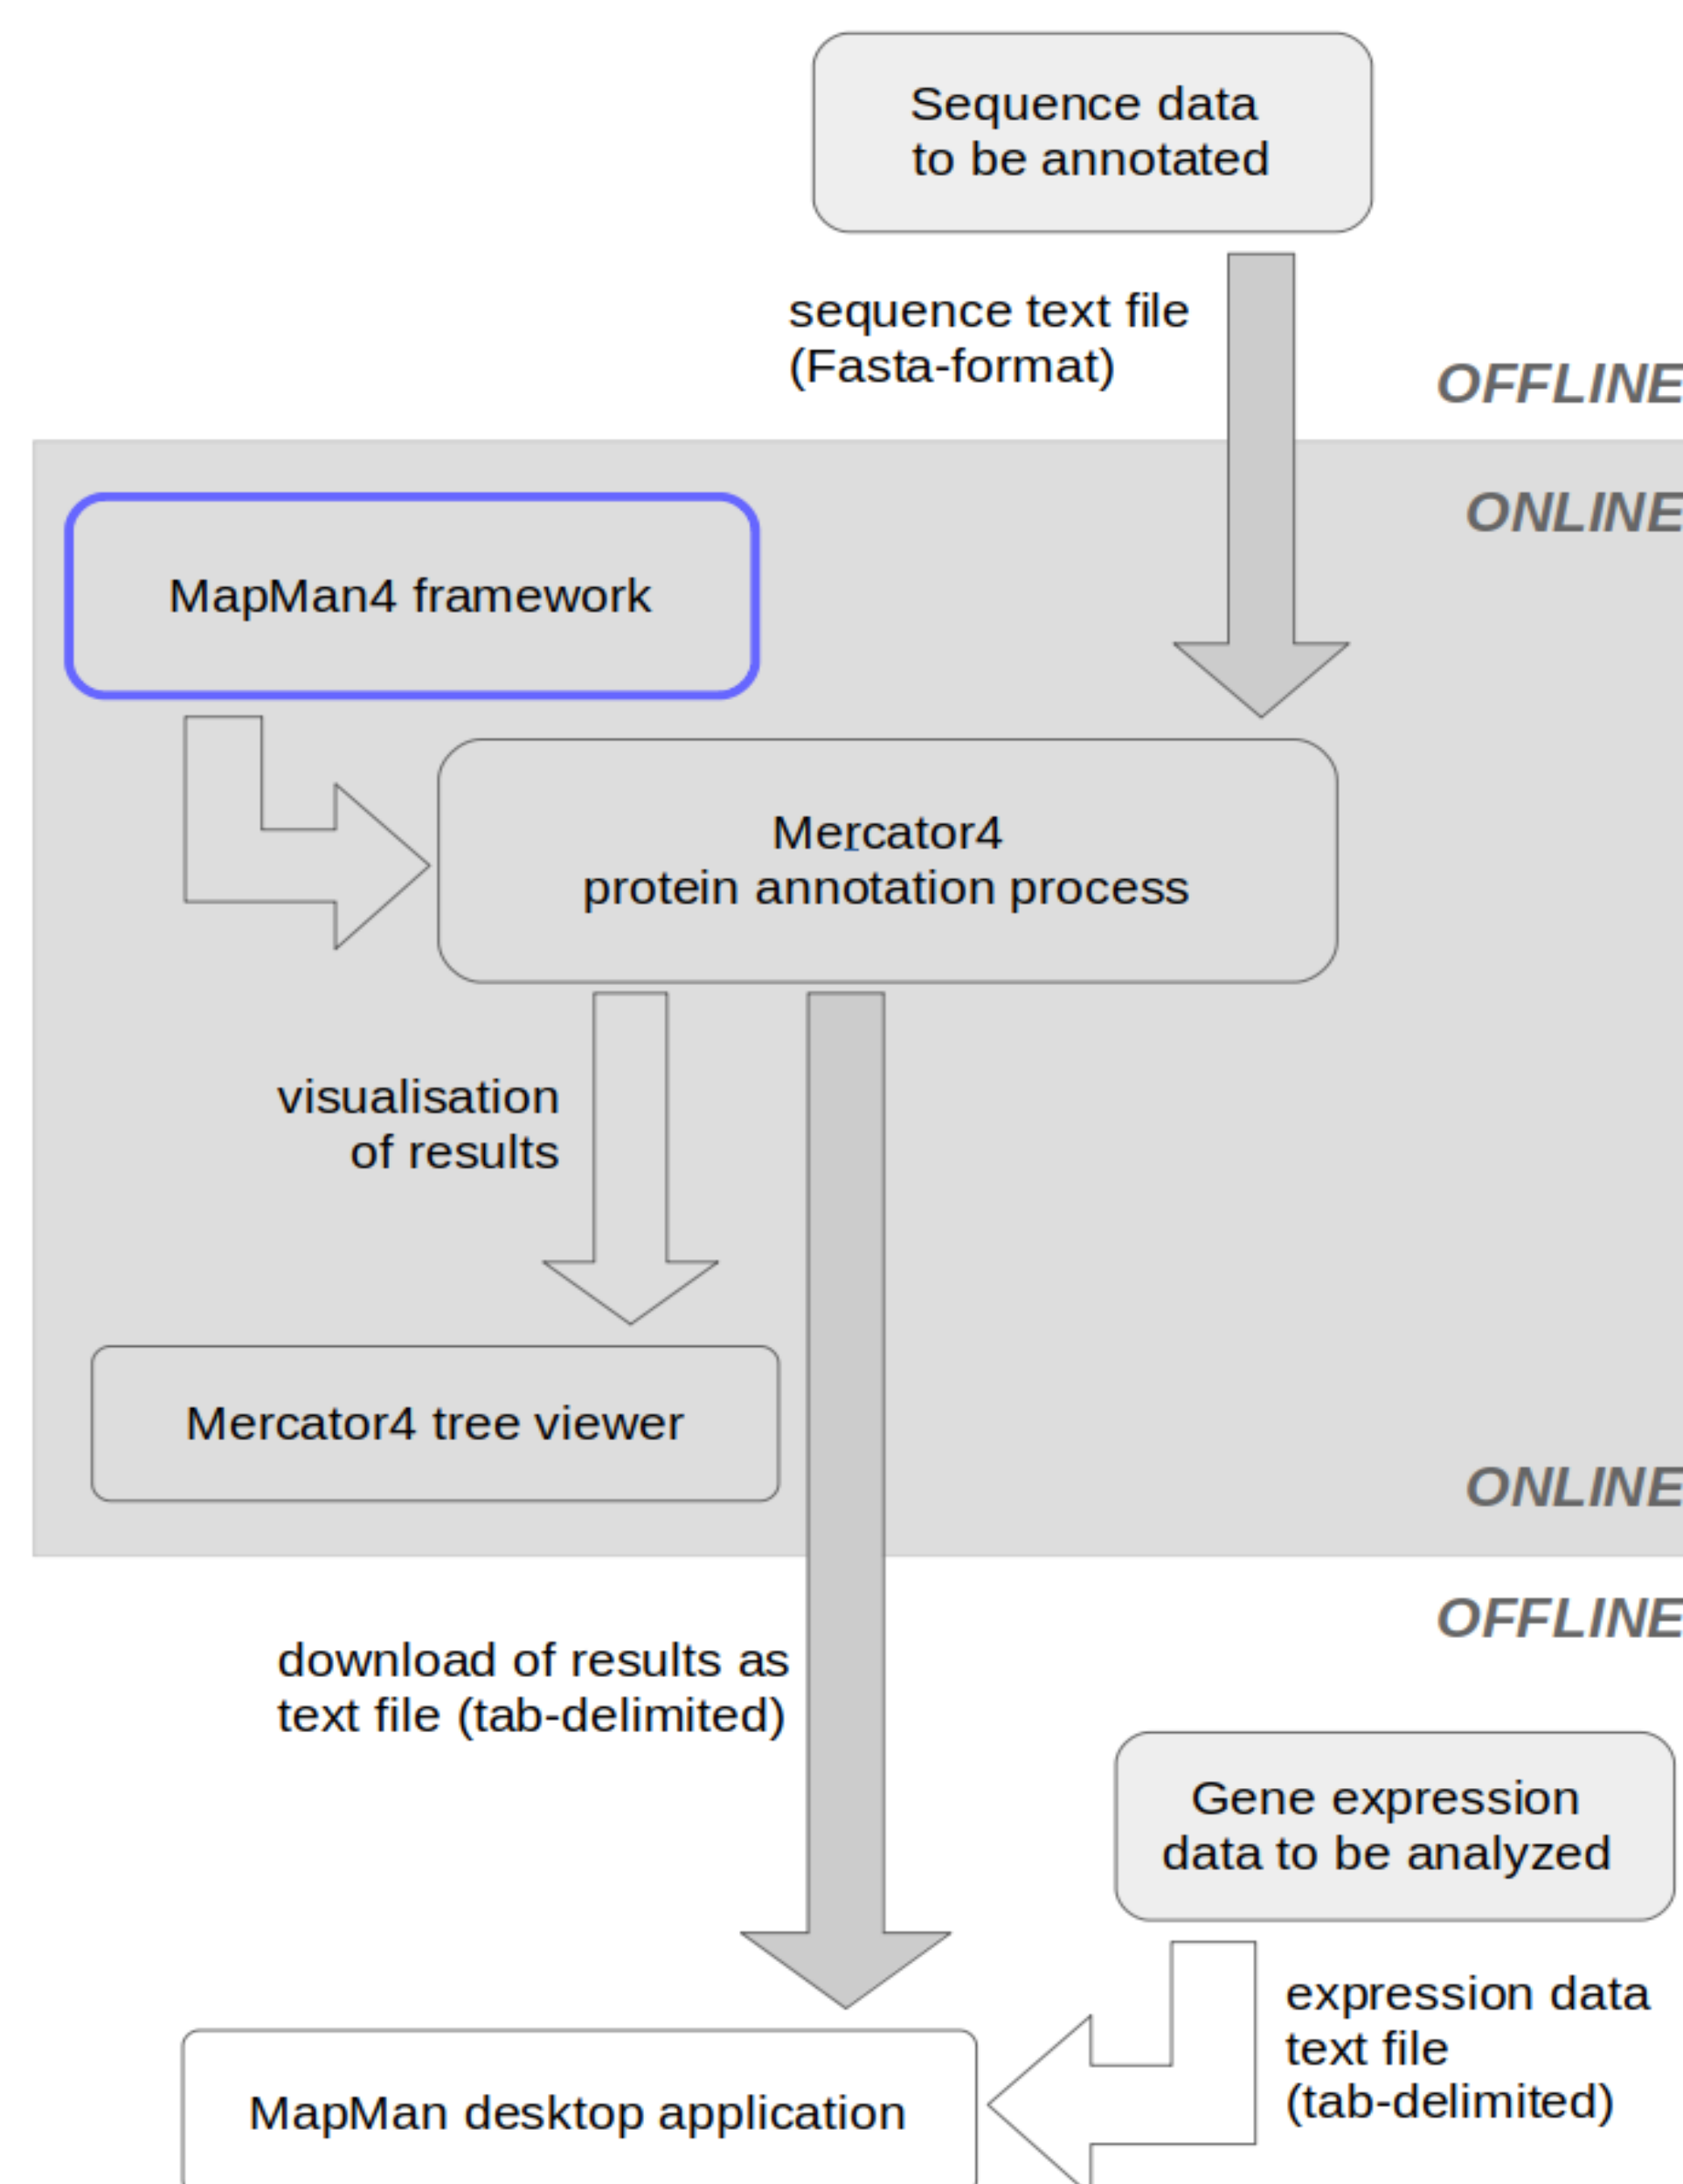 Sequence data
to be annotated
sequence text file
(Fasta-format)
OFFLINE
ONLINE
MapMan4 framework
Mercator4
protein annotation process
visualisation
of results
Mercator4 tree viewer
ONLINE
OFFLINE
download of results as
text file (tab-delimited)
Gene expression
data to be analyzed
expression data
text file
(tab-delimited)
MapMan desktop application